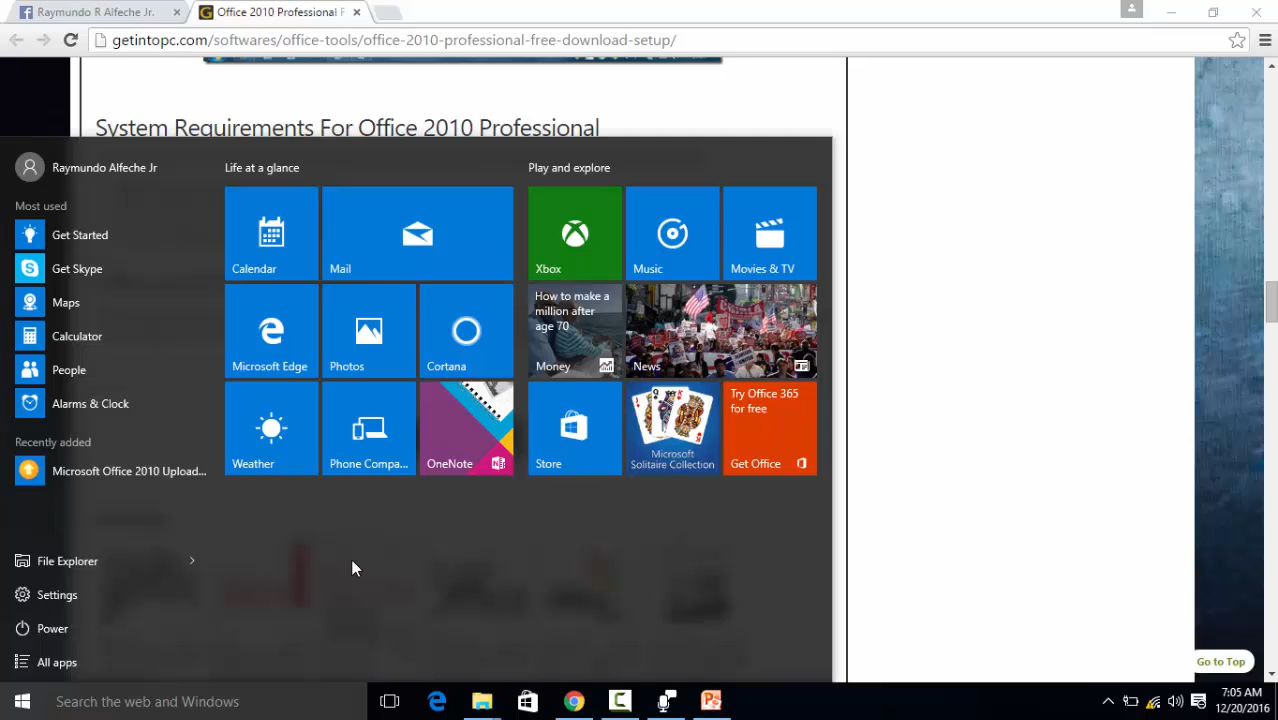 Raymundo R Alfeche Jr.
Office 2010 Professional F
getintopc.com/softwares/office-tools/office-2010-professional-free-download-setup/
System Requirements For Office 2010 Professional
Raymundo Alfeche Jr
Most used
Get Started
Get Skype
Maps
Calculator
People
Alarms & Clock
Recently added
Microsoft Office 2010 Upload...
File Explorer
Settings
Power
All apps
Life at a glance
Calendar
Mail
Microsoft Edge
Photos
Cortana
Weather
Phone Compa...
OneNote
Play and explore
Xbox
Music
Movies & TV
How to make a
million after
age 70
Money
News
Store
Microsoft
Solitaire Collection
Try Office 365
for free
Get Office
Go to Top
Search the web and Windows
7:05 AM
12/20/2016